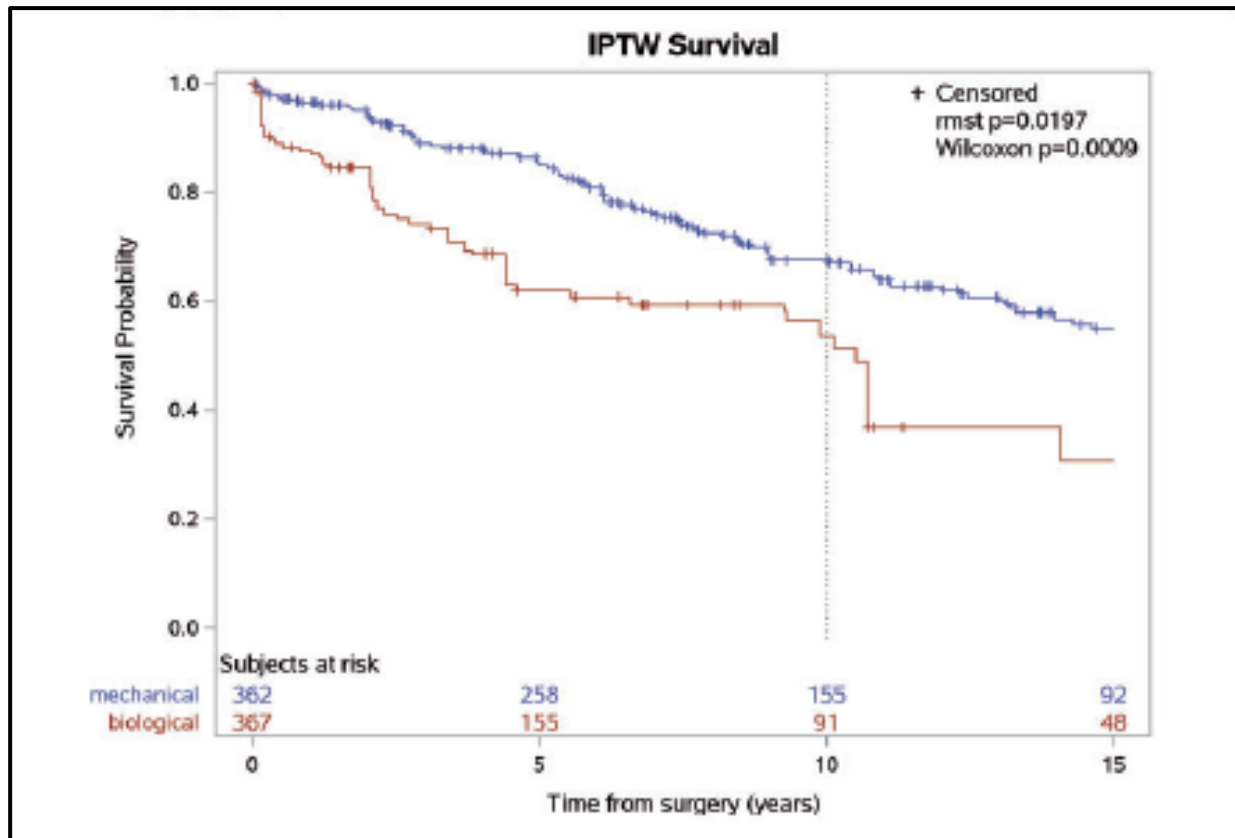 IPTW Survival
+ Censored
rmst p=0.0197
Wilcoxon p=0.0009
Survival Probability
1.0
0.8
0.6
0.4
0.2
0.0
Subjects at risk
mechanical 362 258 155 92
biological 367 155 91 48
0 5 10 15
Time from surgery (years)